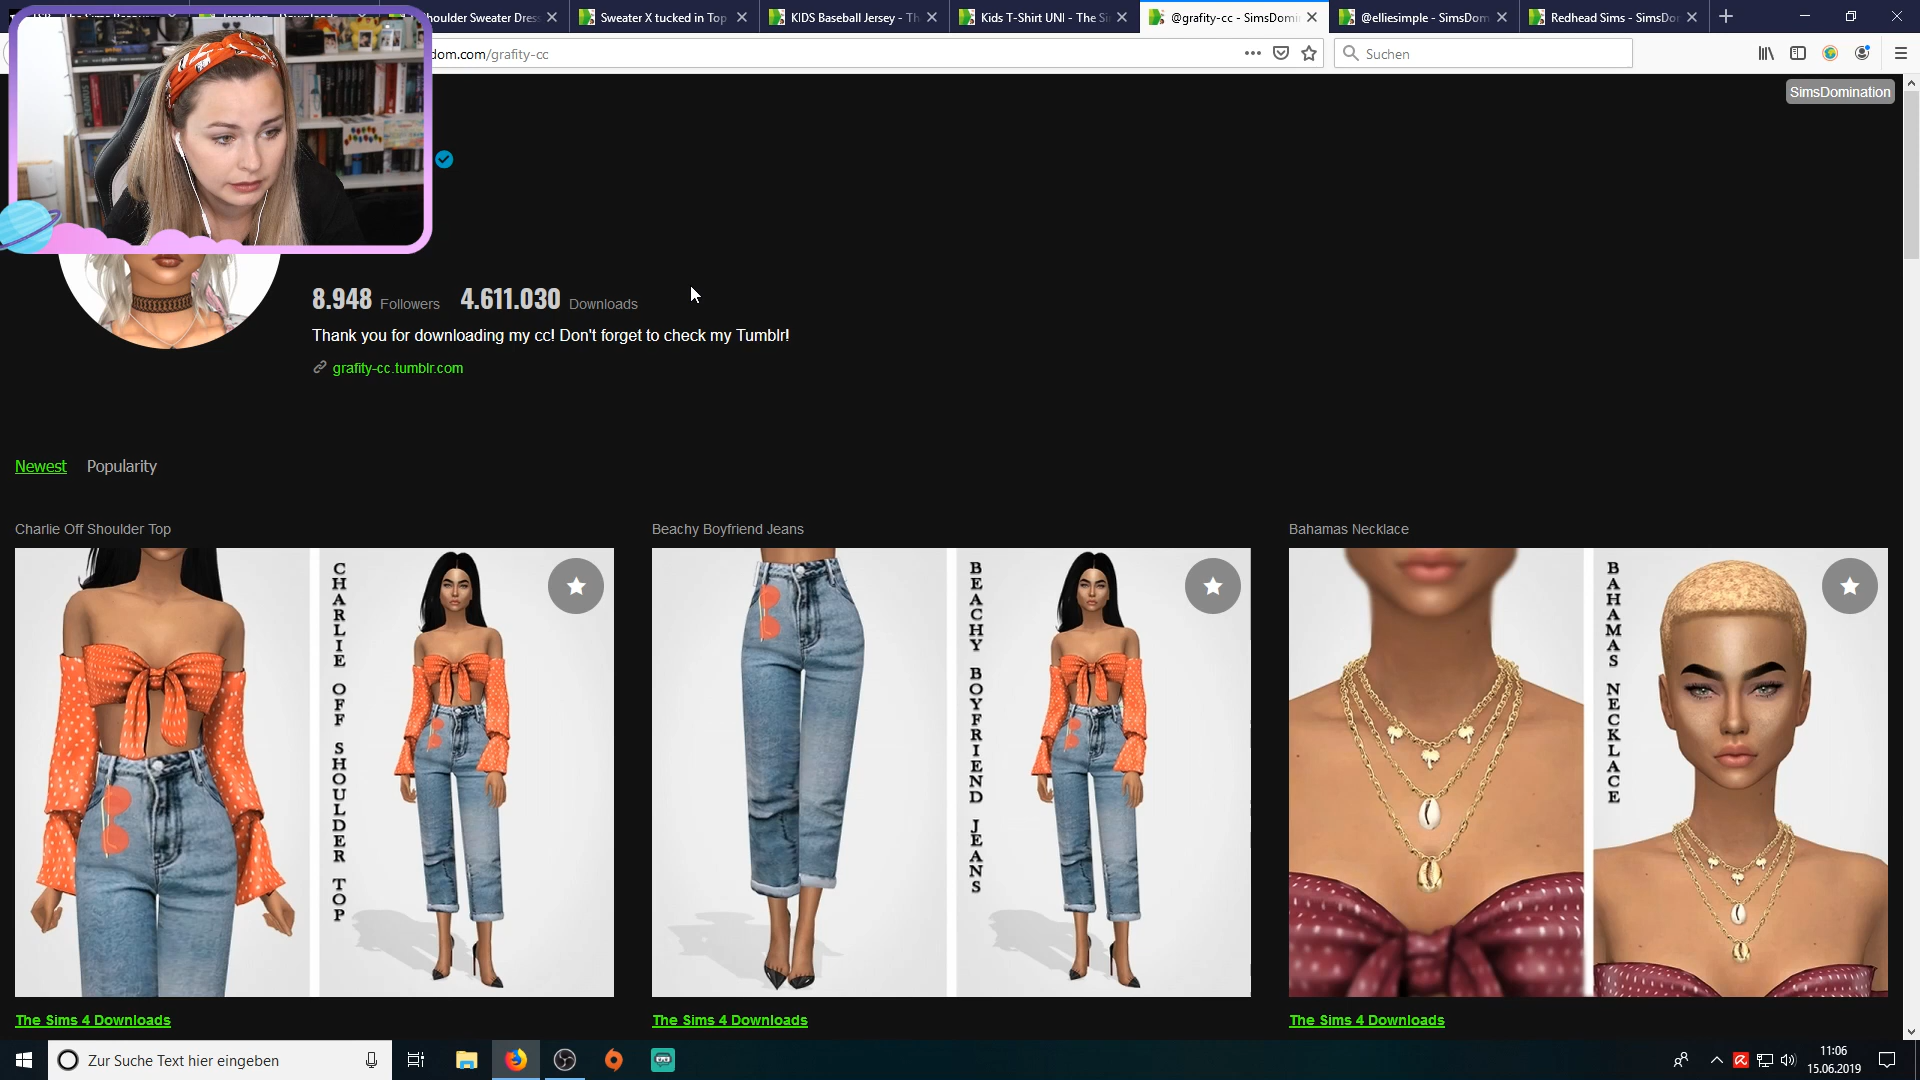 Shoulder Sweater Dress
Sweater X tucked in Top
KIDS Baseball Jersey - Th
Kids T-Shirt UNI - The Si
@grafity-cc - SimsDomi
@elliesimple - SimsDom
Redhead Sims - SimsDo
dom.com/grafity-cc
Suchen
SimsDomination
8.948 Followers 4.611.030 Downloads
Thank you for downloading my cc! Don't forget to check my Tumblr!
grafity-cc.tumblr.com
Newest Popularity
Charlie Off Shoulder Top
Beachy Boyfriend Jeans
Bahamas Necklace
CHARLIE OFF SHOULDER TOP
BEACHY BOYFRIEND JEANS
BAHAMAS NECKLACE
The Sims 4 Downloads
The Sims 4 Downloads
The Sims 4 Downloads
Zur Suche Text hier eingeben
11:06
15.06.2019